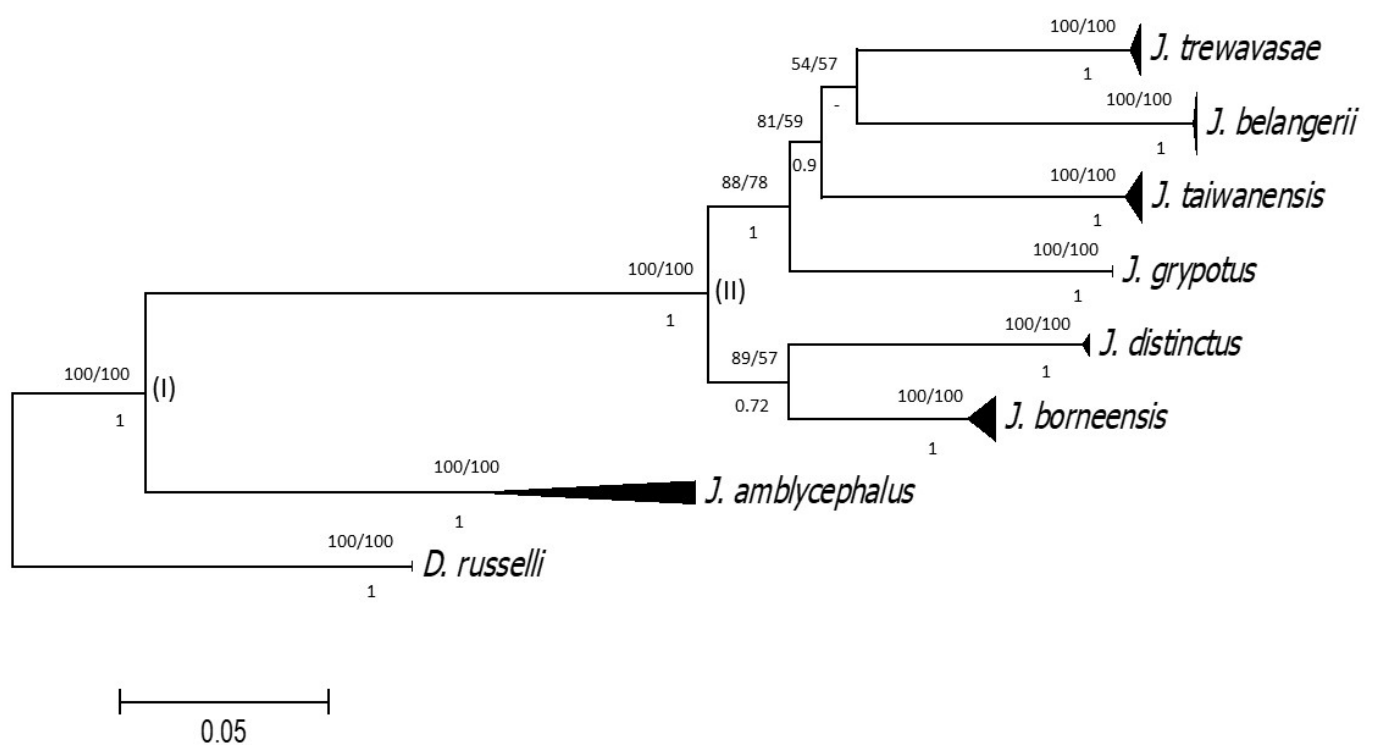 100/100
J. trewavasae
1
54/57
-
100/100
J. belangerii
1
81/59
0.9
100/100
J. taiwanensis
1
88/78
1
100/100
J. grypotus
1
100/100
(II)
1
100/100
J. distinctus
1
89/57
0.72
100/100
J. borneensis
1
100/100
(I)
1
100/100
J. amblycephalus
1
100/100
D. russelli
1
0.05